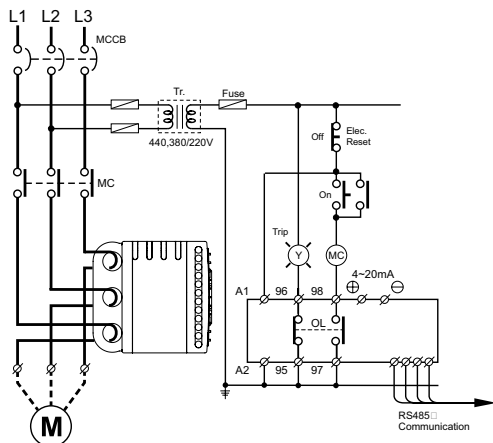 L1 L2 L3
MCCB
Tr.
Fuse
440,380/220V
Off
Elec.
Reset
On
MC
Trip
Y
MC
4~20mA
A1 96 98 ⊕ ⊖
OL
A2 95 97
M
RS485□
Communication